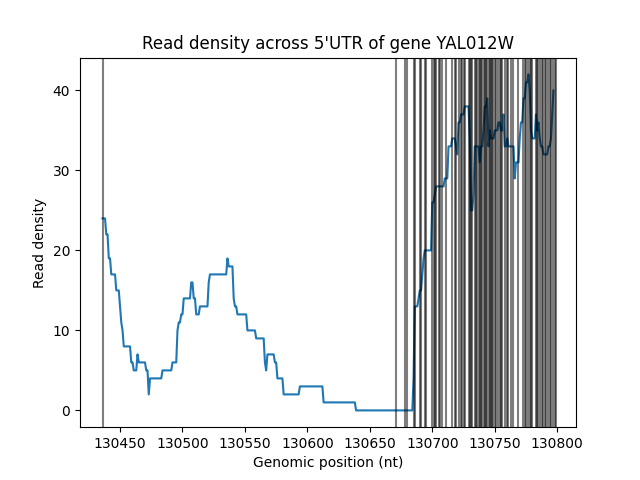 Read density across 5'UTR of gene YAL012W
40
30
20
10
0
Read density
130450 130500 130550 130600 130650 130700 130750 130800
Genomic position (nt)